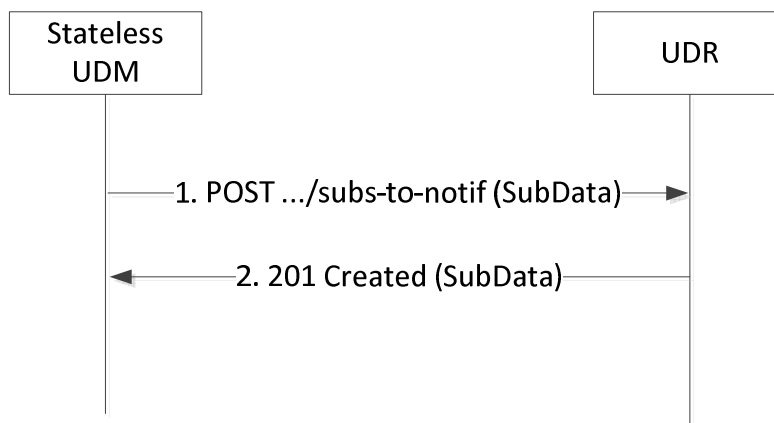 Stateless
UDM
UDR
1. POST .../subs-to-notif (SubData)
2. 201 Created (SubData)